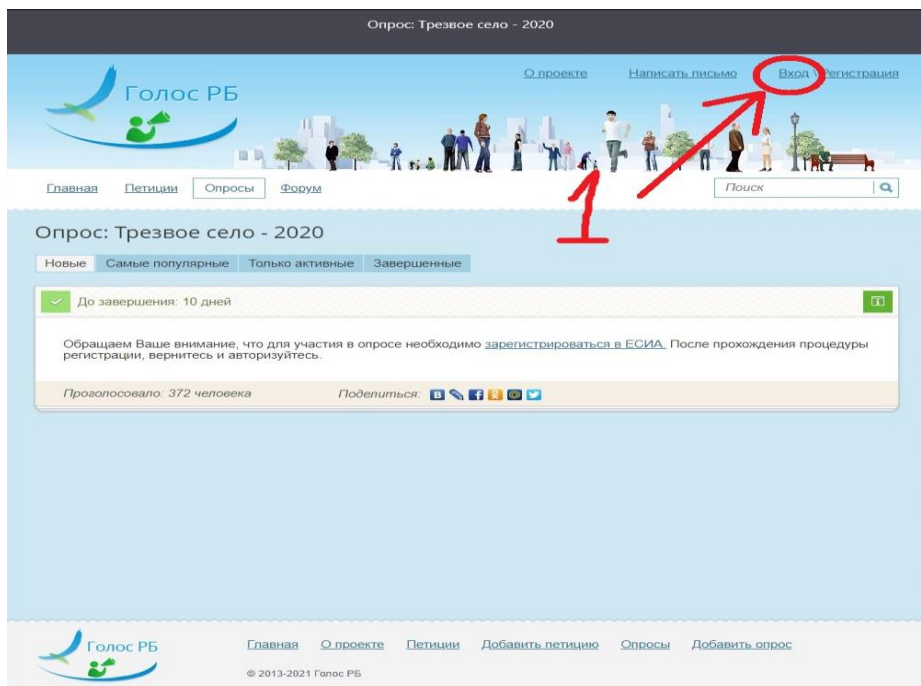 Опрос: Трезвое село - 2020
О проекте Написать письмо Вход \ Регистрация
Голос РБ
Главная Петиции Опросы Форум Поиск
1
Опрос: Трезвое село - 2020
Новые Самые популярные Только активные Завершенные
До завершения: 10 дней
Обращаем Ваше внимание, что для участия в опросе необходимо зарегистрироваться в ЕСИА. После прохождения процедуры
регистрации, вернитесь и авторизуйтесь.
Проголосовало: 372 человека Поделиться:
Голос РБ
Главная О проекте Петиции Добавить петицию Опросы Добавить опрос
© 2013-2021 Голос РБ